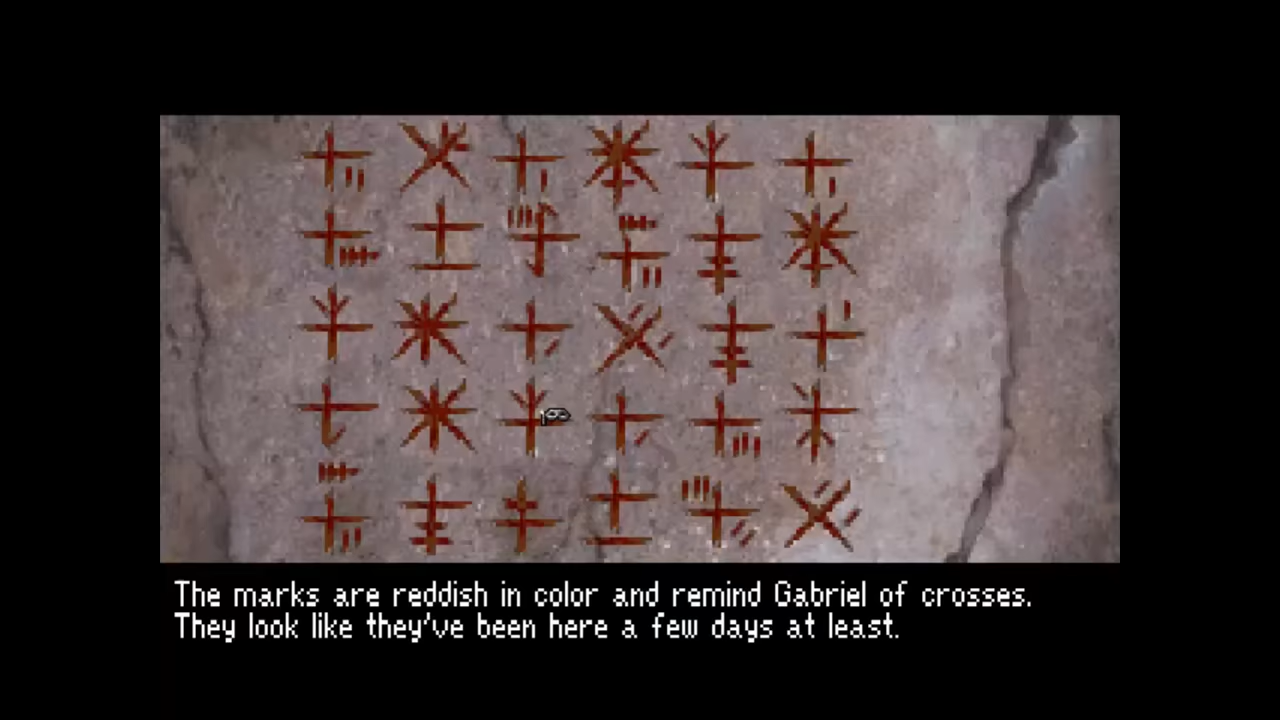 The marks are reddish in color and remind Gabriel of crosses.
They look like they've been here a few days at least.